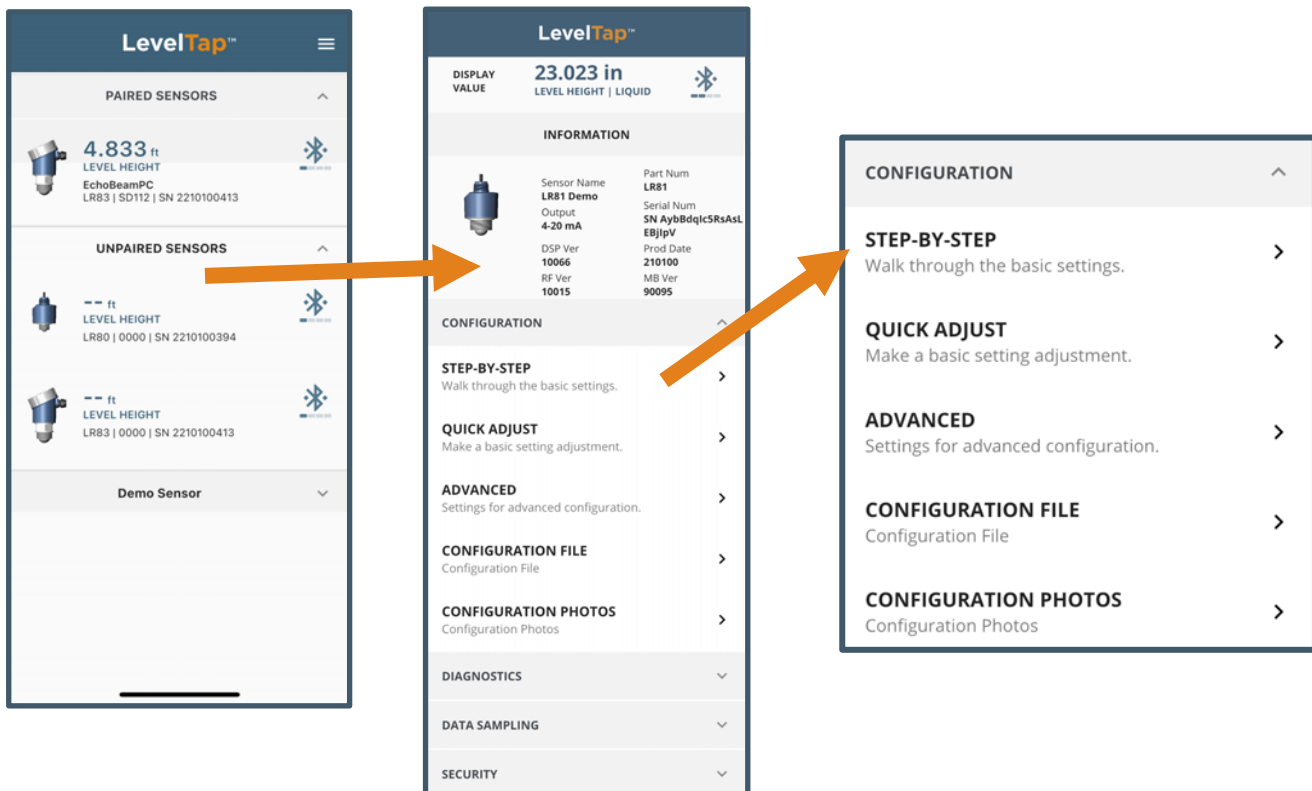 LevelTap™
PAIRED SENSORS
4.833 ft
LEVEL HEIGHT
EchoBeamPC
LR83 | SD112 | SN 2210100413
UNPAIRED SENSORS
-- ft
LEVEL HEIGHT
LR80 | 0000 | SN 2210100394
-- ft
LEVEL HEIGHT
LR83 | 0000 | SN 2210100413
Demo Sensor
LevelTap™
DISPLAY
VALUE
23.023 in
LEVEL HEIGHT | LIQUID
INFORMATION
Sensor Name
LR81 Demo
Output
4-20 mA
DSP Ver
10066
RF Ver
10015
Part Num
LR81
Serial Num
SN AybBdqIc5RsAsL
EBjIpV
Prod Date
210100
MB Ver
90095
CONFIGURATION
STEP-BY-STEP
Walk through the basic settings.
QUICK ADJUST
Make a basic setting adjustment.
ADVANCED
Settings for advanced configuration.
CONFIGURATION FILE
Configuration File
CONFIGURATION PHOTOS
Configuration Photos
DIAGNOSTICS
DATA SAMPLING
SECURITY
CONFIGURATION
STEP-BY-STEP
Walk through the basic settings.
QUICK ADJUST
Make a basic setting adjustment.
ADVANCED
Settings for advanced configuration.
CONFIGURATION FILE
Configuration File
CONFIGURATION PHOTOS
Configuration Photos